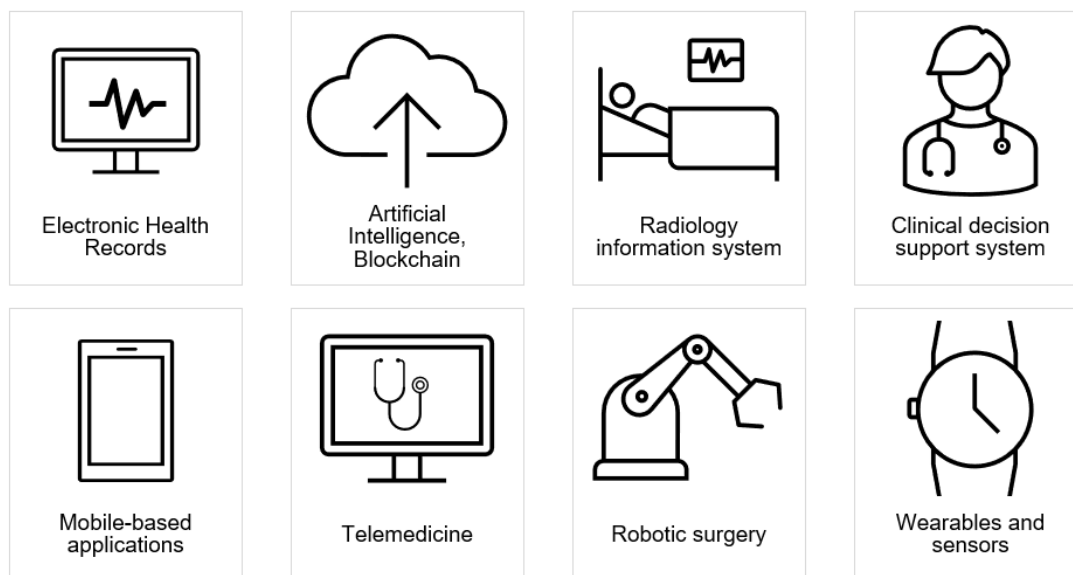 Electronic Health
Records
Artificial
Intelligence,
Blockchain
Radiology
information system
Clinical decision
support system
Mobile-based
applications
Telemedicine
Robotic surgery
Wearables and
sensors